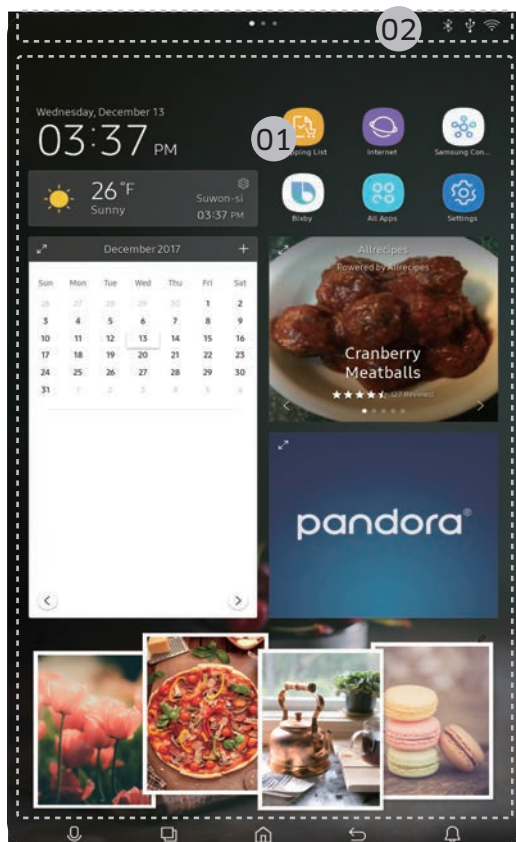 02
Wednesday, December 13
03:37 PM
01
pping List
Internet
Samsung Con...
26°F
Sunny
Suwon-si
03:37 PM
Bixby
All Apps
Settings
December 2017
+
Sun Mon Tue Wed Thu Fri Sat
26 27 28 29 30 1 2
3 4 5 6 7 8 9
10 11 12 13 14 15 16
17 18 19 20 21 22 23
24 25 26 27 28 29 30
31 1 2 3 4 5 6
Allrecipes
Powered by Allrecipes
Cranberry
Meatballs
(27 Reviews)
pandora®